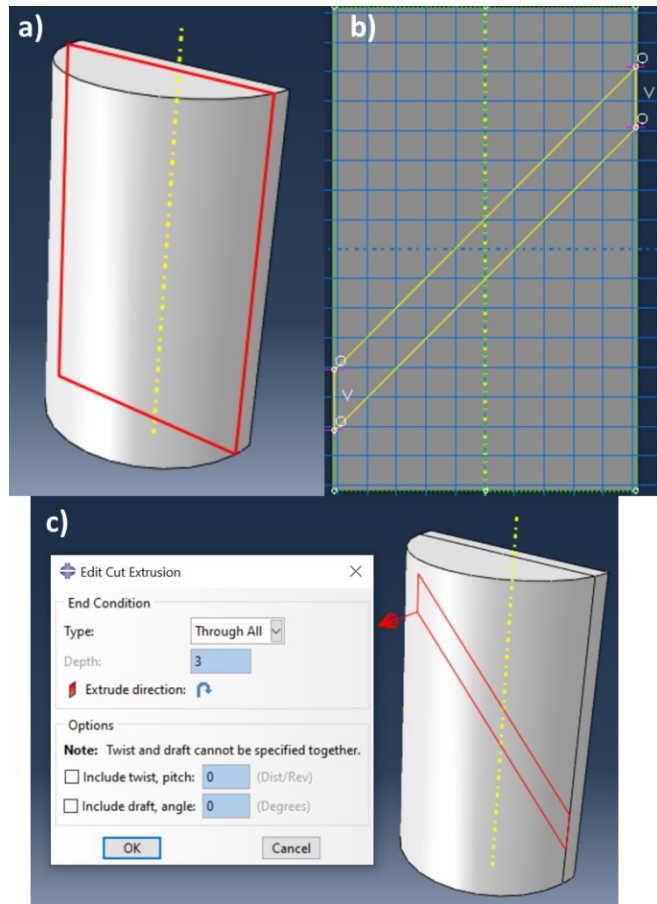 a)
b)
c)
Edit Cut Extrusion
End Condition
Type: Through All
Depth: 3
Extrude direction:
Options
Note: Twist and draft cannot be specified together.
Include twist, pitch: 0 (Dist/Rev)
Include draft, angle: 0 (Degrees)
OK Cancel
V
V